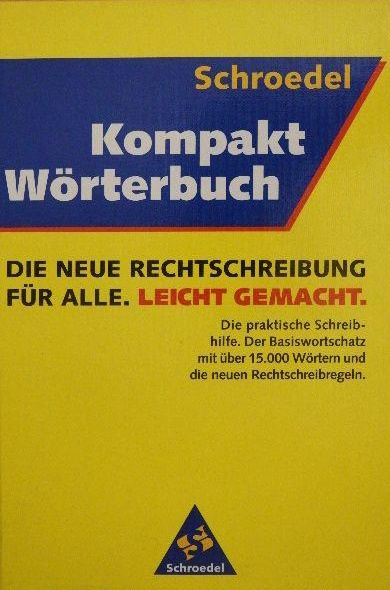 Schroedel
Kompakt
Wörterbuch
DIE NEUE RECHTSCHREIBUNG
FÜR ALLE. LEICHT GEMACHT.
Die praktische Schreib-
hilfe. Der Basiswortschatz
mit über 15.000 Wörtern und
die neuen Rechtschreibregeln.
Schroedel